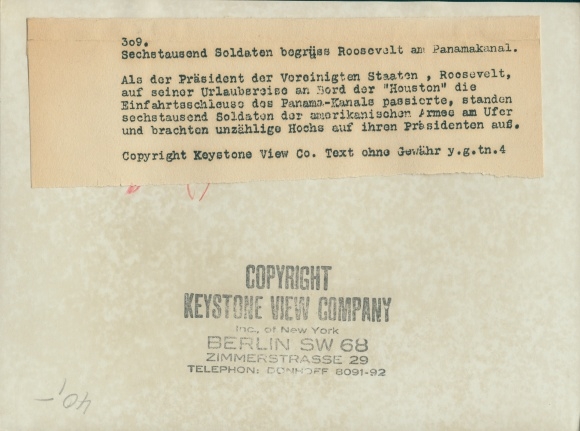 309.
Sechstausend Soldaten begrüss Roosevelt am Panamakanal.
Als der Präsident der Vereinigten Staaten , Roosevelt,
auf seiner Urlaubsreise an Bord der "Houston" die
Einfahrtsschleuse des Panama-Kanals passierte, standen
sechstausend Soldaten der amerikanischen Armee am Ufer
und brachten unzählige Hochs auf ihren Präsidenten auß.
Copyright Keystone View Co. Text ohne Gewähr y.g.tn.4
COPYRIGHT
KEYSTONE VIEW COMPANY
Inc., of New York
BERLIN SW 68
ZIMMERSTRASSE 29
TELEPHON: DÖNHOFF 8091-92
40,-